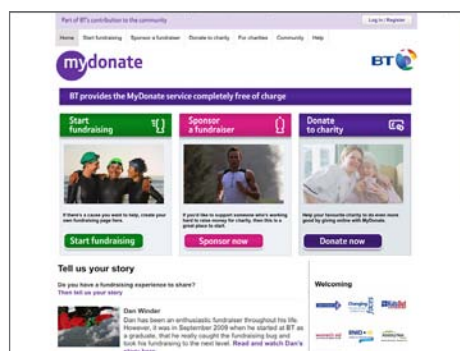 Part of BT's contribution to the community
Log in | Register
Home Start fundraising Sponsor a fundraiser Donate to charity For charities Community Help
mydonate
BT
BT provides the MyDonate service completely free of charge
Start
fundraising
Sponsor
a fundraiser
Donate
to charity
If there's a cause you want to help, create your
own fundraising page here.
If you'd like to support someone who's working
hard to raise money for charity, then this is a
great place to start.
Help your favourite charity to do even more
good by giving online with MyDonate.
Start fundraising
Sponsor now
Donate now
Tell us your story
Do you have a fundraising experience to share?
Then tell us your story
Welcoming
Dan Winder
Dan has been an enthusiastic fundraiser throughout his life.
However, it was in September 2009 when he started at BT as
a graduate, that he really caught the fundraising bug and
took his fundraising to the next level. Read and watch Dan's
Changing
faces
KidsOut